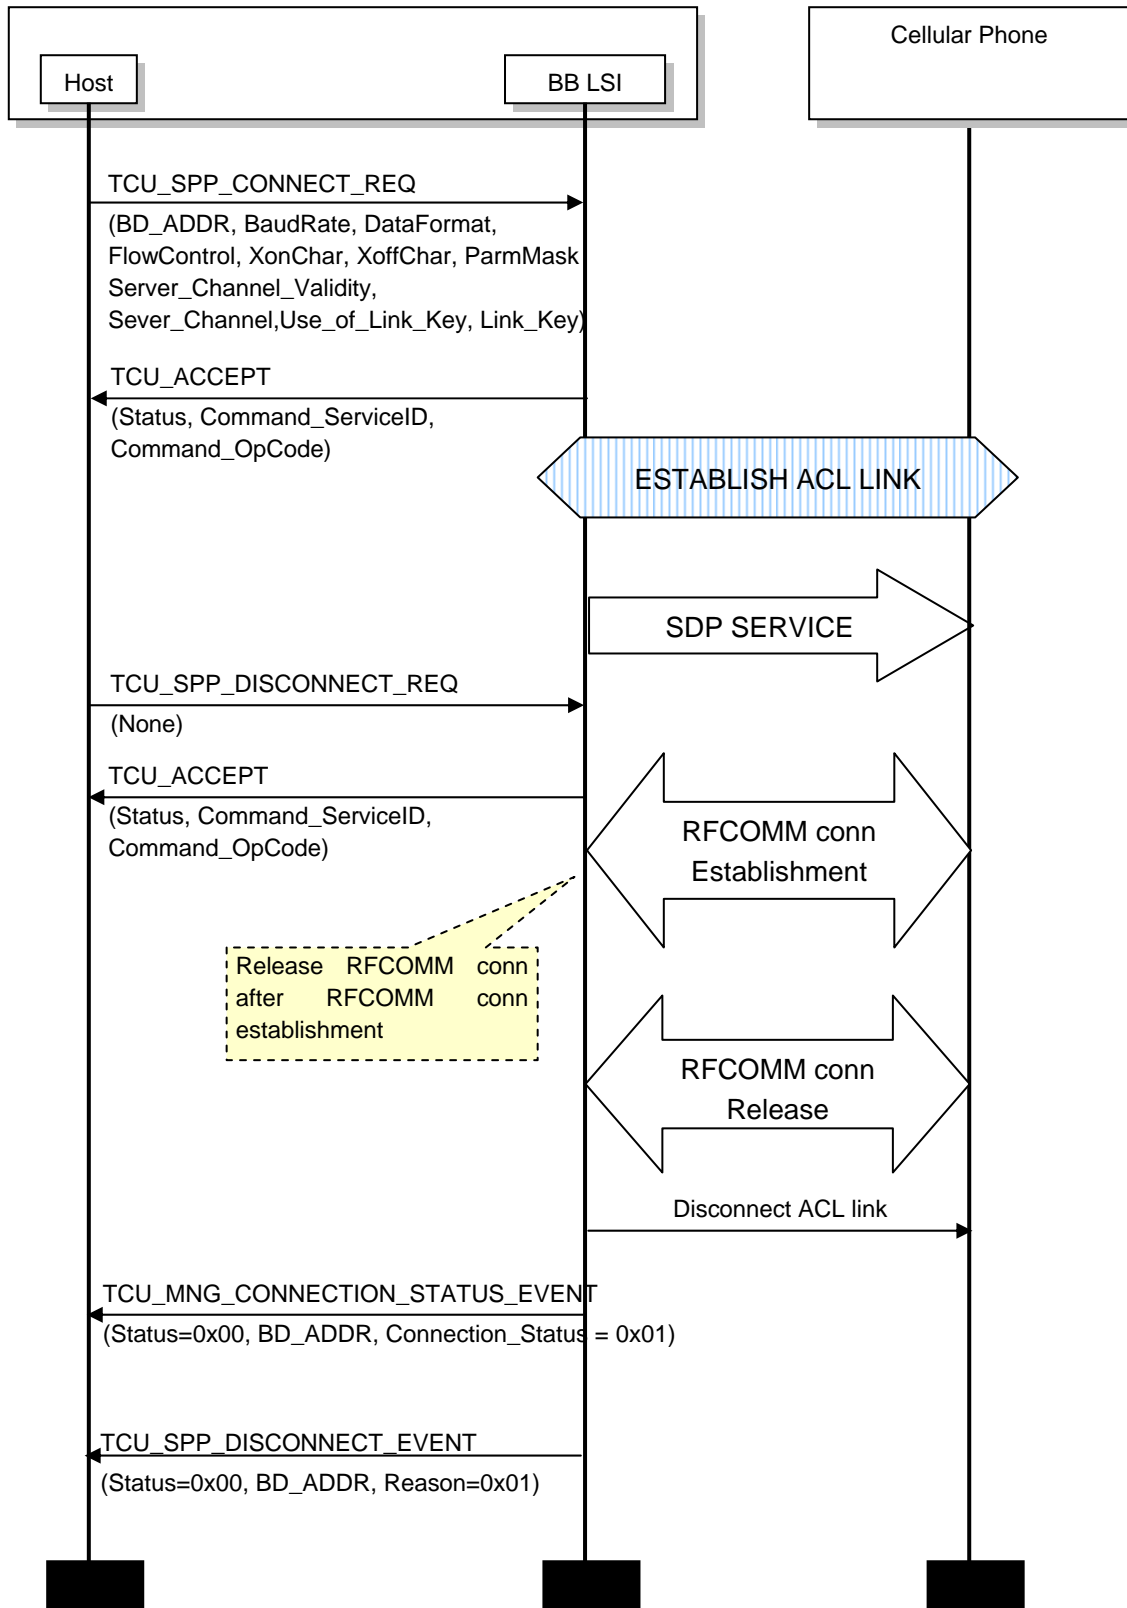 Cellular Phone
Host
BB LSI
TCU_SPP_CONNECT_REQ
(BD_ADDR, BaudRate, DataFormat,
FlowControl, XonChar, XoffChar, ParmMask
Server_Channel_Validity,
Sever_Channel,Use_of_Link_Key, Link_Key)
TCU_ACCEPT
(Status, Command_ServiceID,
Command_OpCode)
ESTABLISH ACL LINK
SDP SERVICE
TCU_SPP_DISCONNECT_REQ
(None)
TCU_ACCEPT
(Status, Command_ServiceID,
Command_OpCode)
RFCOMM conn
Establishment
Release RFCOMM conn
after RFCOMM conn
establishment
RFCOMM conn
Release
Disconnect ACL link
TCU_MNG_CONNECTION_STATUS_EVENT
(Status=0x00, BD_ADDR, Connection_Status = 0x01)
TCU_SPP_DISCONNECT_EVENT
(Status=0x00, BD_ADDR, Reason=0x01)